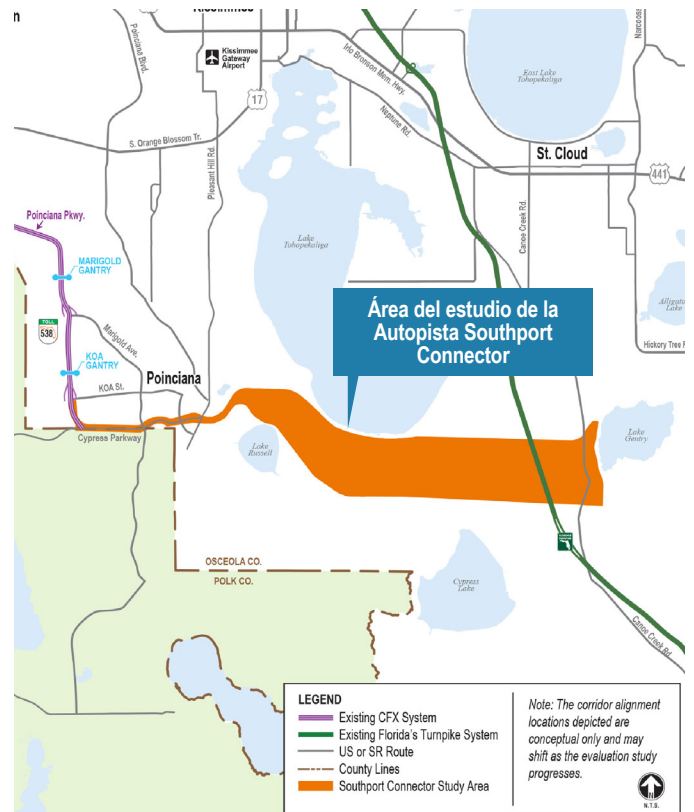 n
Kissimmee
Poinciana Blvd.
Kissimmee
Gateway
Airport
17
S. Orange Blossom Tr.
Pleasant Hill Rd.
Irlo Bronson Mem. Hwy.
Neptune Rd.
East Lake
Tohopekaliga
St. Cloud
441
Canoe Creek Rd.
Poinciana Pkwy.
MARIGOLD
GANTRY
TOLL
538
KOA
GANTRY
Marigold Ave.
KOA St.
Poinciana
Cypress Parkway
Lake
Tohopekaliga
Área del estudio de la
Autopista Southport
Connector
Hickory Tree
Lake
Russell
Lake
Gentry
OSCEOLA CO.
POLK CO.
Cypress
Lake
Canoe Creek Rd.
LEGEND
Existing CFX System
Existing Florida's Turnpike System
US or SR Route
County Lines
Southport Connector Study Area
Note: The corridor alignment
locations depicted are
conceptual only and may
shift as the evaluation study
progresses.
N.T.S.